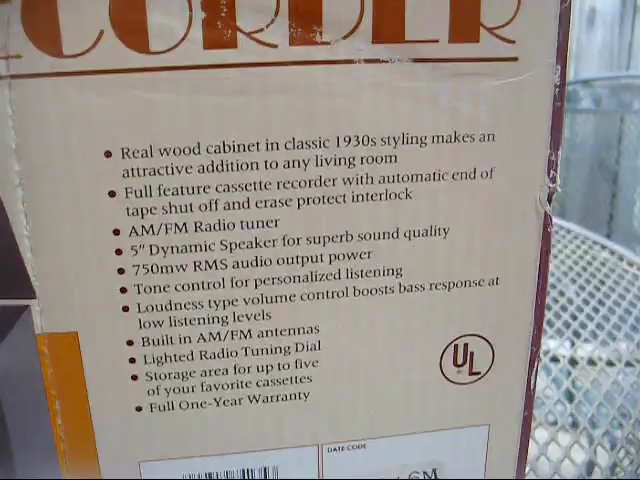 CORDER
• Real wood cabinet in classic 1930s styling makes an
attractive addition to any living room
• Full feature cassette recorder with automatic end of
tape shut off and erase protect interlock
• AM/FM Radio tuner
• 5" Dynamic Speaker for superb sound quality
• 750mw RMS audio output power
• Tone control for personalized listening
• Loudness type volume control boosts bass response at
low listening levels
• Built in AM/FM antennas
• Lighted Radio Tuning Dial
• Storage area for up to five
of your favorite cassettes
• Full One-Year Warranty
UL
DATE CODE